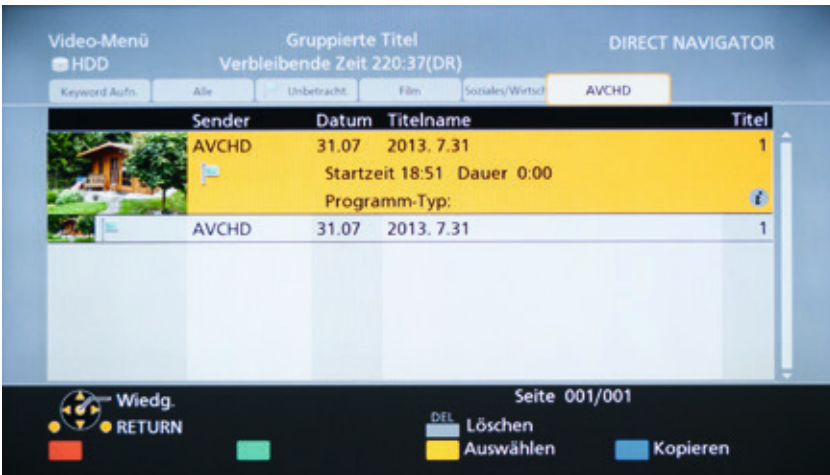 Video-Menü Gruppierte Titel DIRECT NAVIGATOR
HDD Verbleibende Zeit 220:37(DR)
Keyword Aufn. Alle Unbetracht. Film Soziales/Wirtsch AVCHD
Sender Datum Titelname Titel
AVCHD 31.07 2013. 7.31 1
Startzeit 18:51 Dauer 0:00
Programm-Typ: i
AVCHD 31.07 2013. 7.31 1
Wiedg. Seite 001/001
RETURN DEL Löschen
Auswählen Kopieren